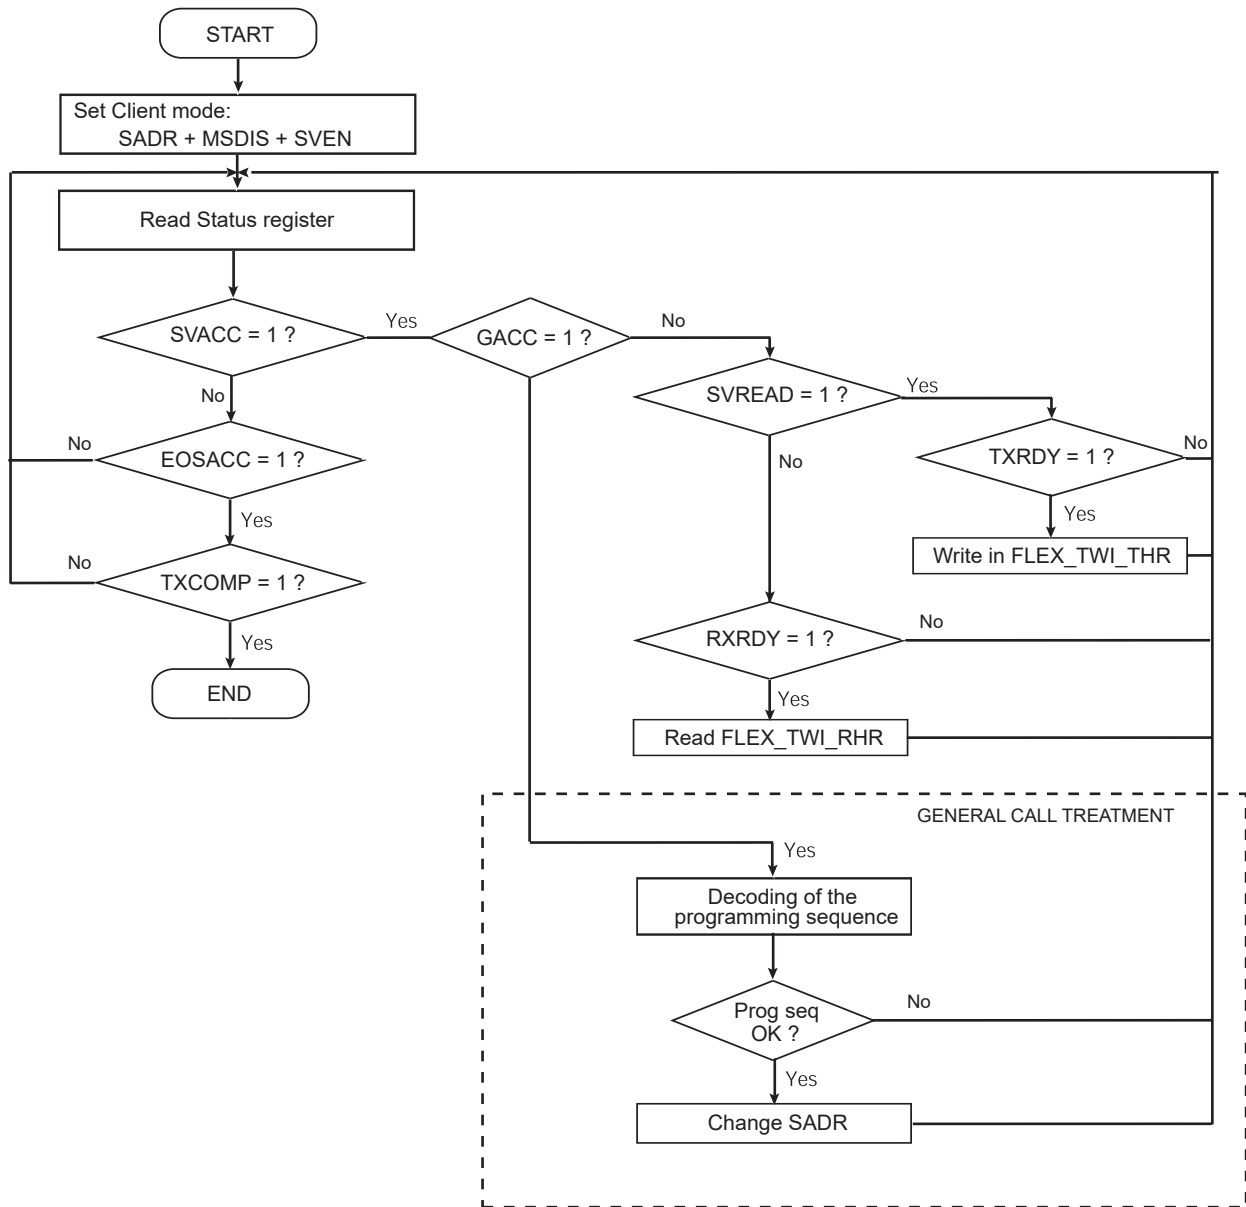 START
Set Client mode:
SADR + MSDIS + SVEN
Read Status register
SVACC = 1 ?
Yes
GACC = 1 ?
No
SVREAD = 1 ?
Yes
No
EOSACC = 1 ?
No
TXRDY = 1 ?
No
No
Yes
Yes
Write in FLEX_TWI_THR
TXCOMP = 1 ?
No
Yes
RXRDY = 1 ?
No
END
Yes
Read FLEX_TWI_RHR
GENERAL CALL TREATMENT
Yes
Decoding of the
programming sequence
Prog seq
OK ?
No
Yes
Change SADR